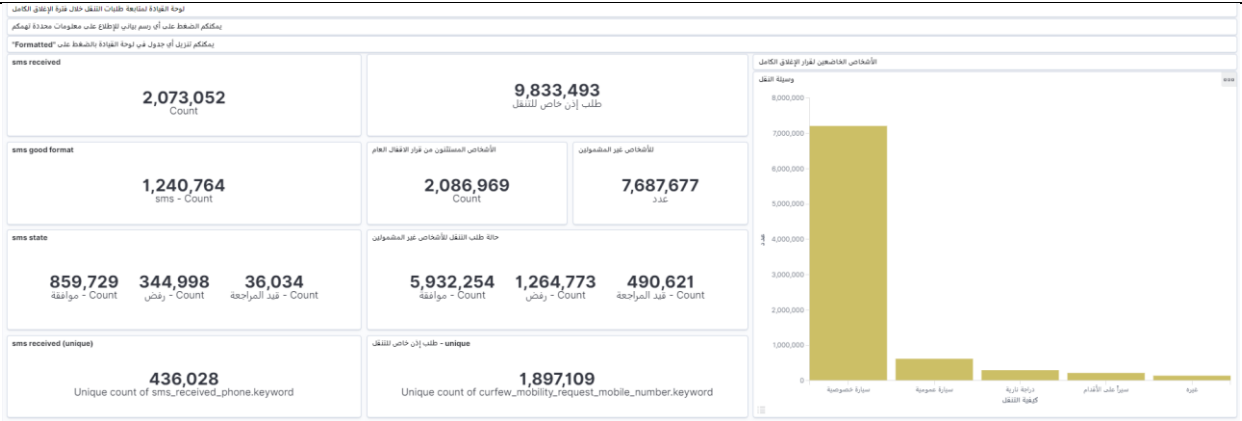 لوحة القيادة لمتابعة طلبات التنقل خلال فترة الإغلاق الكامل
يمكنكم الضغط على أي رسم بياني للإطلاع على معلومات محددة تهمكم
يمكنكم تنزيل أي جدول في لوحة القيادة بالضغط على "Formatted"
sms received
2,073,052
Count
9,833,493
طلب إذن خاص للتنقل
sms good format
1,240,764
sms - Count
الأشخاص المستثنون من قرار الاقفال العام
2,086,969
Count
للأشخاص غير المشمولين
7,687,677
عدد
sms state
859,729 344,998 36,034
موافقة - Count رفض - Count قيد المراجعة - Count
حالة طلب التنقل للأشخاص غير المشمولين
5,932,254 1,264,773 490,621
موافقة - Count رفض - Count قيد المراجعة - Count
sms received (unique)
436,028
Unique count of sms_received_phone.keyword
طلب إذن خاص للتنقل - unique
1,897,109
Unique count of curfew_mobility_request_mobile_number.keyword
الأشخاص الخاضعين لقرار الإغلاق الكامل
وسيلة النقل
8,000,000
7,000,000
6,000,000
5,000,000
4,000,000
3,000,000
2,000,000
1,000,000
0
عدد
سيارة خصوصية
سيارة عمومية
دراجة نارية
سيراً على الأقدام
غيره
كيفية التنقل